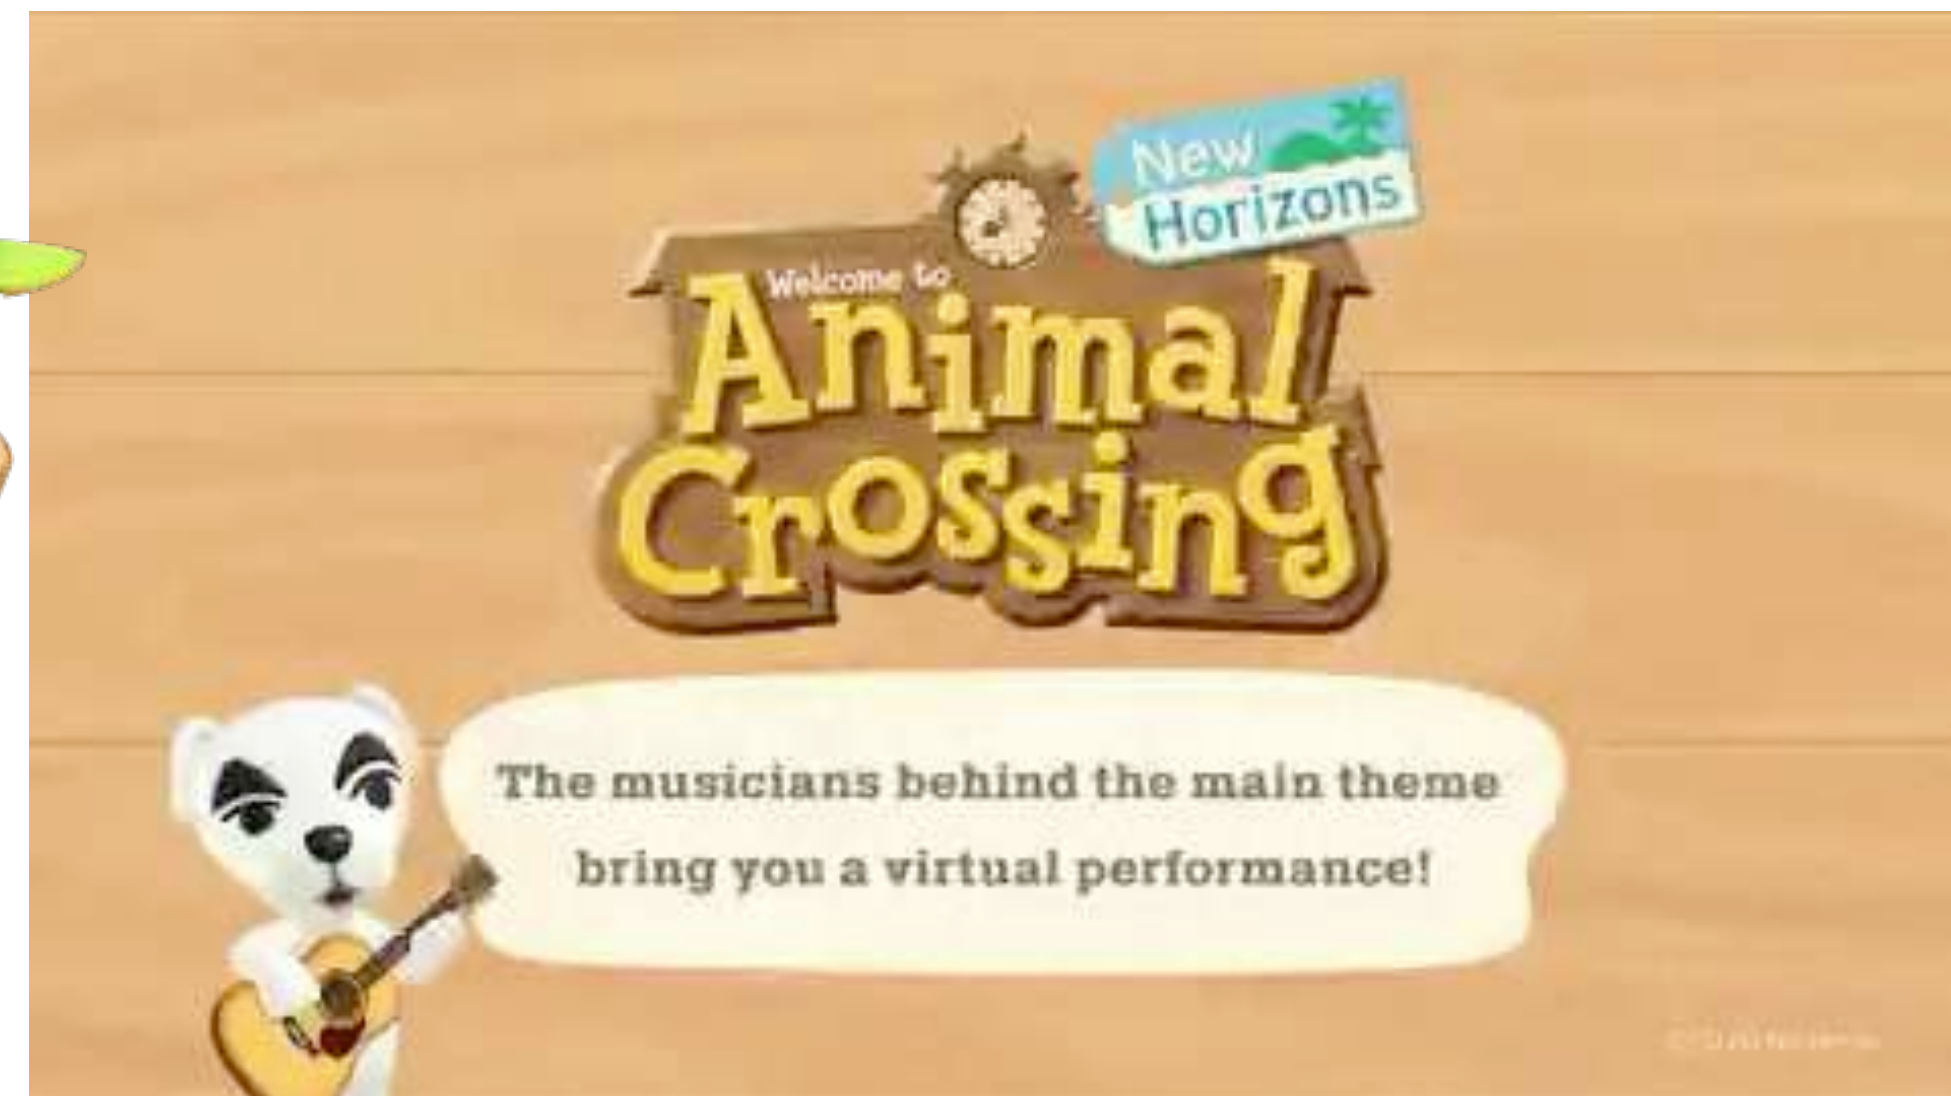 New
Horizons
Welcome to
Animal
Crossing
The musicians behind the main theme
bring you a virtual performance!